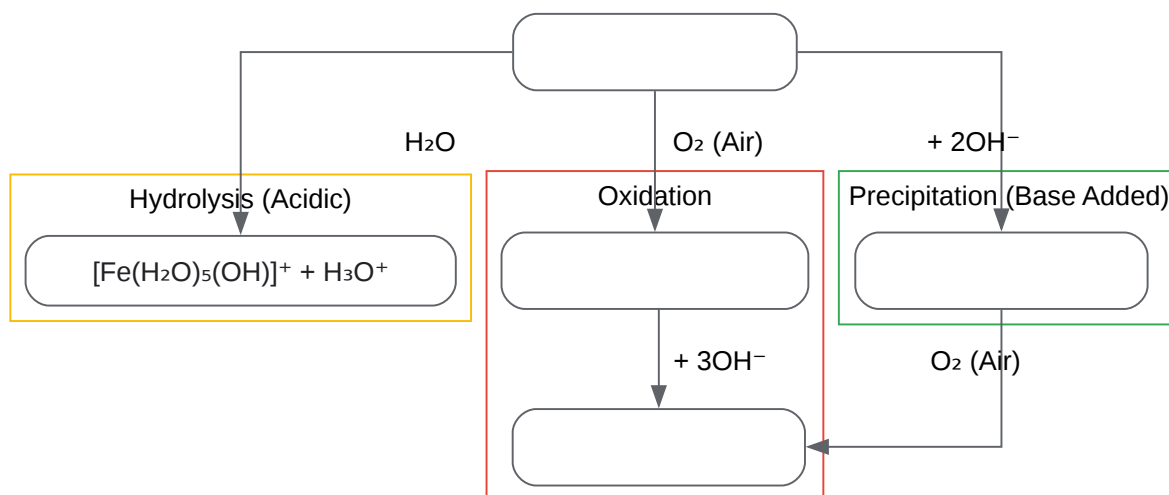 H₂O
O₂ (Air)
+ 2OH⁻
Hydrolysis (Acidic)
Oxidation
Precipitation (Base Added)
[Fe(H₂O)₅(OH)]⁺ + H₃O⁺
+ 3OH⁻
O₂ (Air)